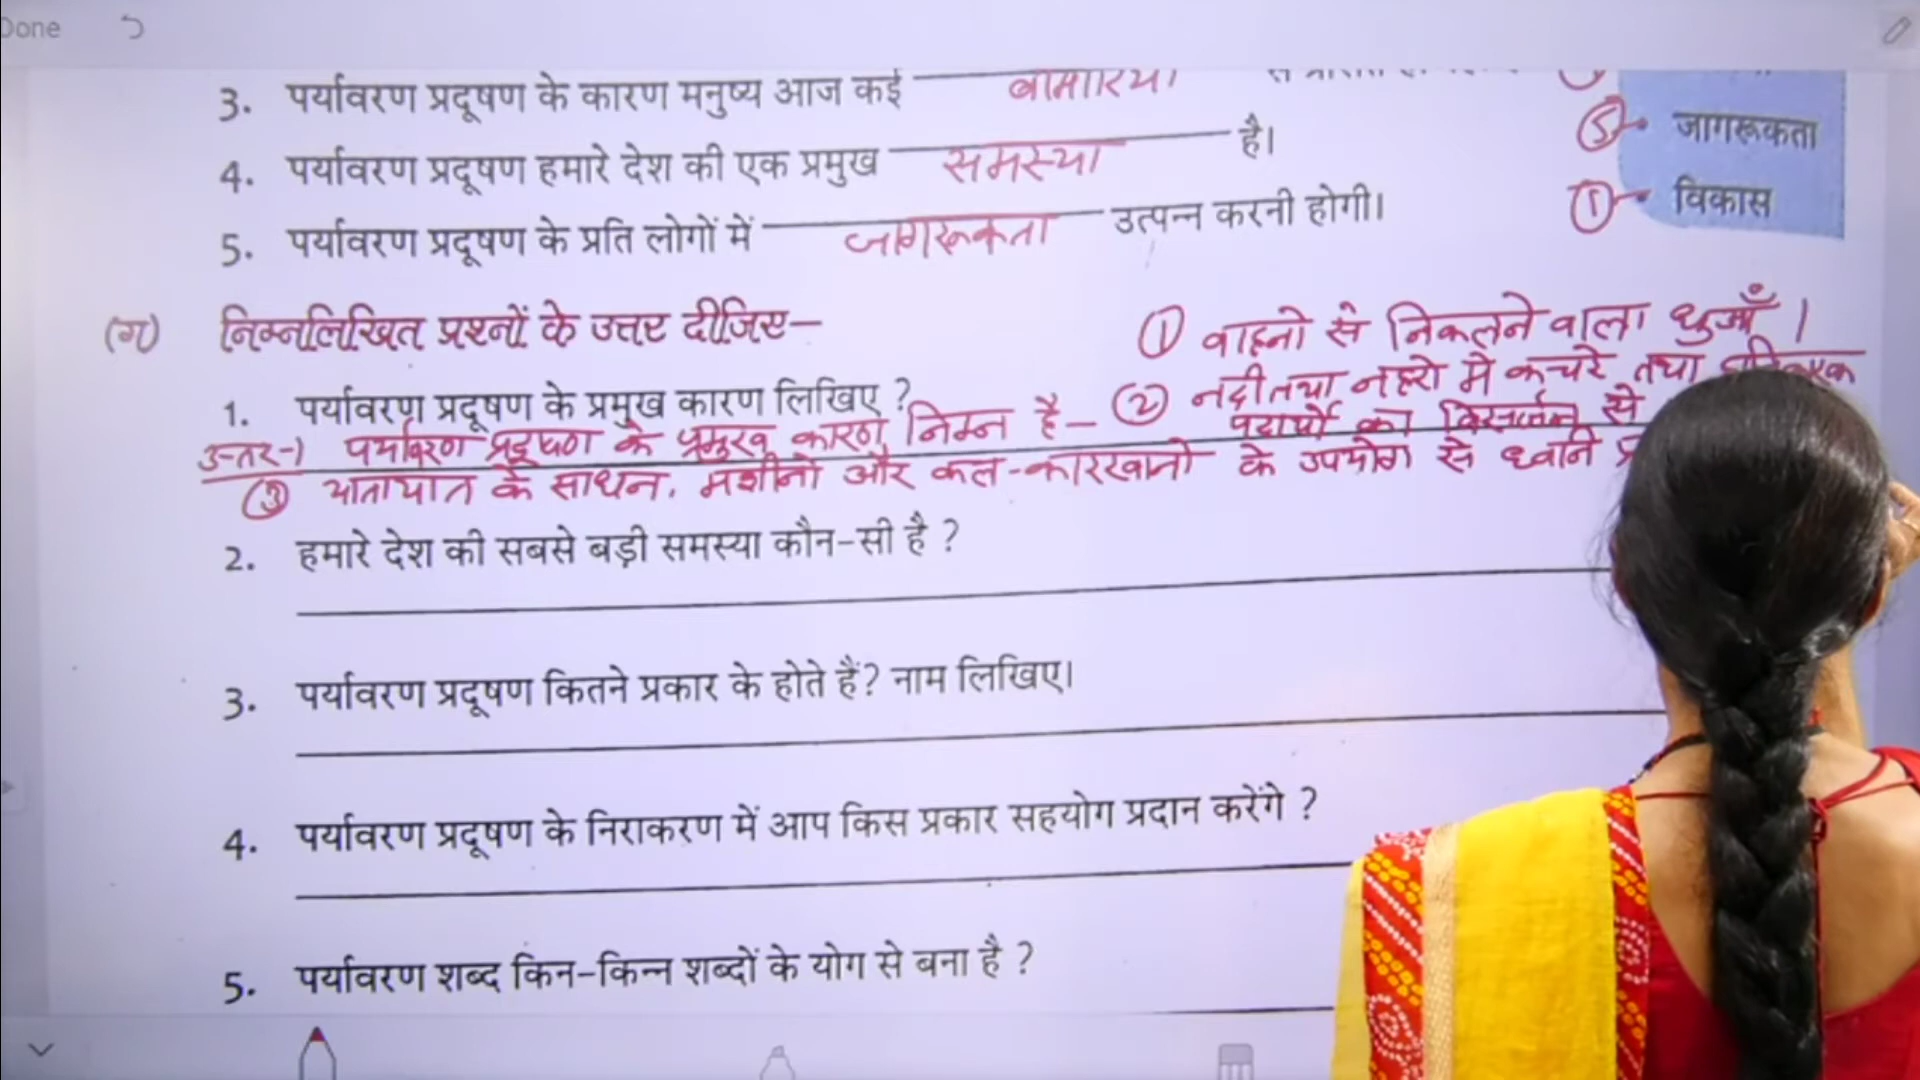 Done
3. पर्यावरण प्रदूषण के कारण मनुष्य आज कई
4. पर्यावरण प्रदूषण हमारे देश की एक प्रमुख समस्या है।
5. पर्यावरण प्रदूषण के प्रति लोगों में जागरूकता उत्पन्न करनी होगी।
⑤ जागरूकता
① विकास
(ग) निम्नलिखित प्रश्नों के उत्तर दीजिए–
1. पर्यावरण प्रदूषण के प्रमुख कारण लिखिए ?
उत्तर-1 पर्यावरण प्रदूषण के प्रमुख कारण निम्न है–
① वाहनो से निकलने वाला धुआँ ।
② नदी तथा नहरो मे कचरे तथा
पदार्थो का विसर्जन से
③ यातायात के साधन, मशीनो और कल-कारखानो के उपयोग से ध्वनि
2. हमारे देश की सबसे बड़ी समस्या कौन-सी है ?
3. पर्यावरण प्रदूषण कितने प्रकार के होते हैं? नाम लिखिए।
4. पर्यावरण प्रदूषण के निराकरण में आप किस प्रकार सहयोग प्रदान करेंगे ?
5. पर्यावरण शब्द किन-किन्न शब्दों के योग से बना है ?